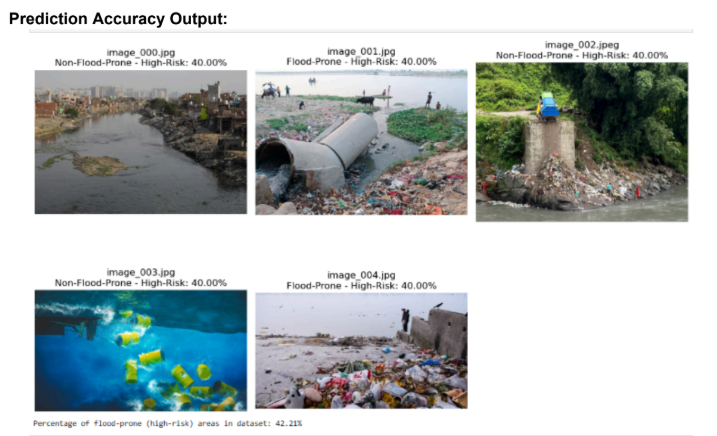 Prediction Accuracy Output:
image_000.jpg
Non-Flood-Prone - High-Risk: 40.00%
image_001.jpg
Flood-Prone - High-Risk: 40.00%
image_002.jpeg
Non-Flood-Prone - High-Risk: 40.00%
image_003.jpg
Non-Flood-Prone - High-Risk: 40.00%
image_004.jpg
Flood-Prone - High-Risk: 40.00%
Percentage of flood-prone (high-risk) areas in dataset: 42.21%